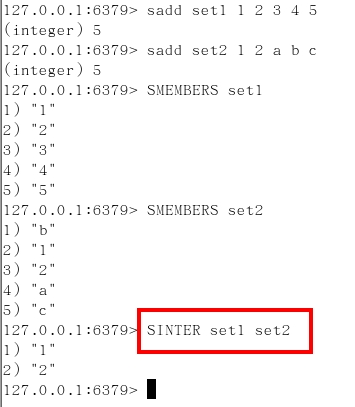 127.0.0.1:6379> sadd set1 1 2 3 4 5
(integer) 5
127.0.0.1:6379> sadd set2 1 2 a b c
(integer) 5
127.0.0.1:6379> SMEMBERS set1
1) "1"
2) "2"
3) "3"
4) "4"
5) "5"
127.0.0.1:6379> SMEMBERS set2
1) "b"
2) "1"
3) "2"
4) "a"
5) "c"
127.0.0.1:6379> SINTER set1 set2
1) "1"
2) "2"
127.0.0.1:6379>